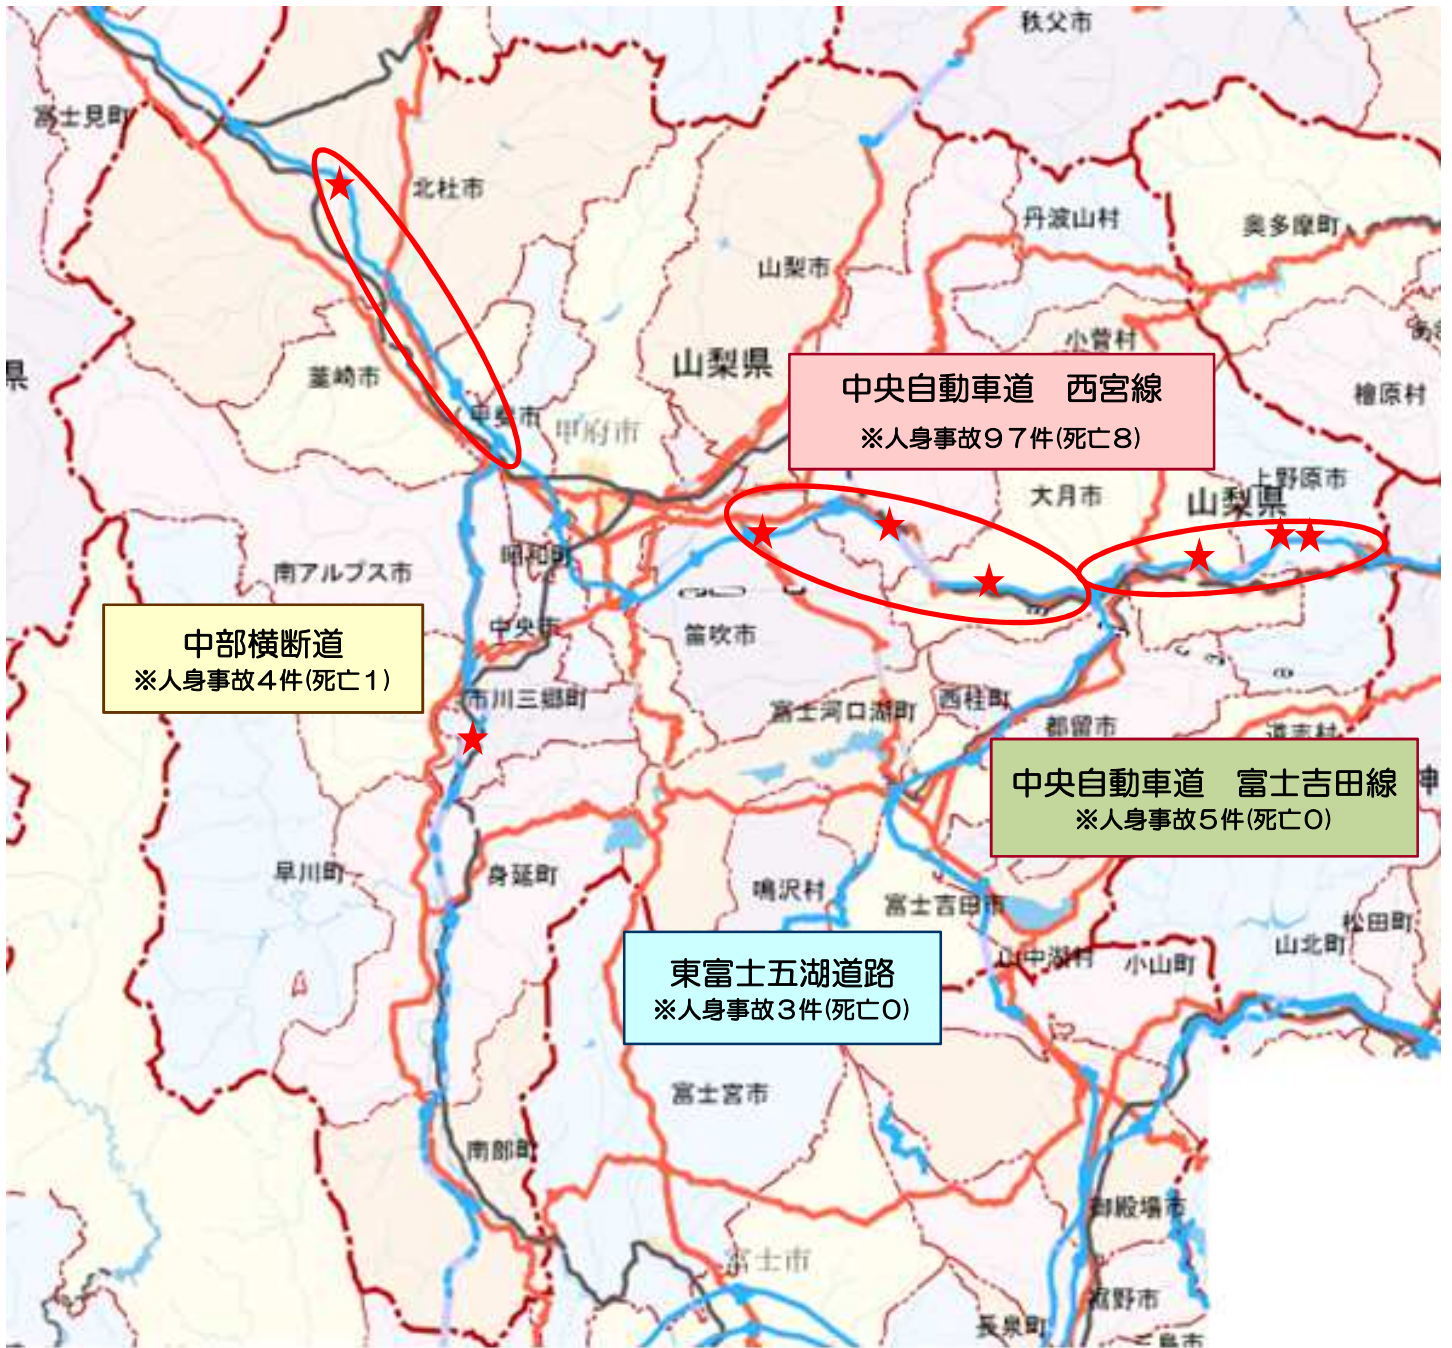 秩父市
富士見町
北杜市
丹波山村
奥多摩町
山梨市
小菅村
山梨県
韮崎市
県
檜原村
中央自動車道 西宮線
※人身事故97件(死亡8)
甲斐市
甲府市
上野原市
大月市
山梨県
昭和町
南アルプス市
中央市
笛吹市
中部横断道
※人身事故4件(死亡1)
市川三郷町
西桂町
富士河口湖町
都留市
道志村
中央自動車道 富士吉田線
※人身事故5件(死亡0)
神
早川町
身延町
鳴沢村
富士吉田市
松田町
山北町
山中湖村
小山町
東富士五湖道路
※人身事故3件(死亡0)
富士宮市
南部町
御殿場市
富士市
裾野市
長泉町
三島市